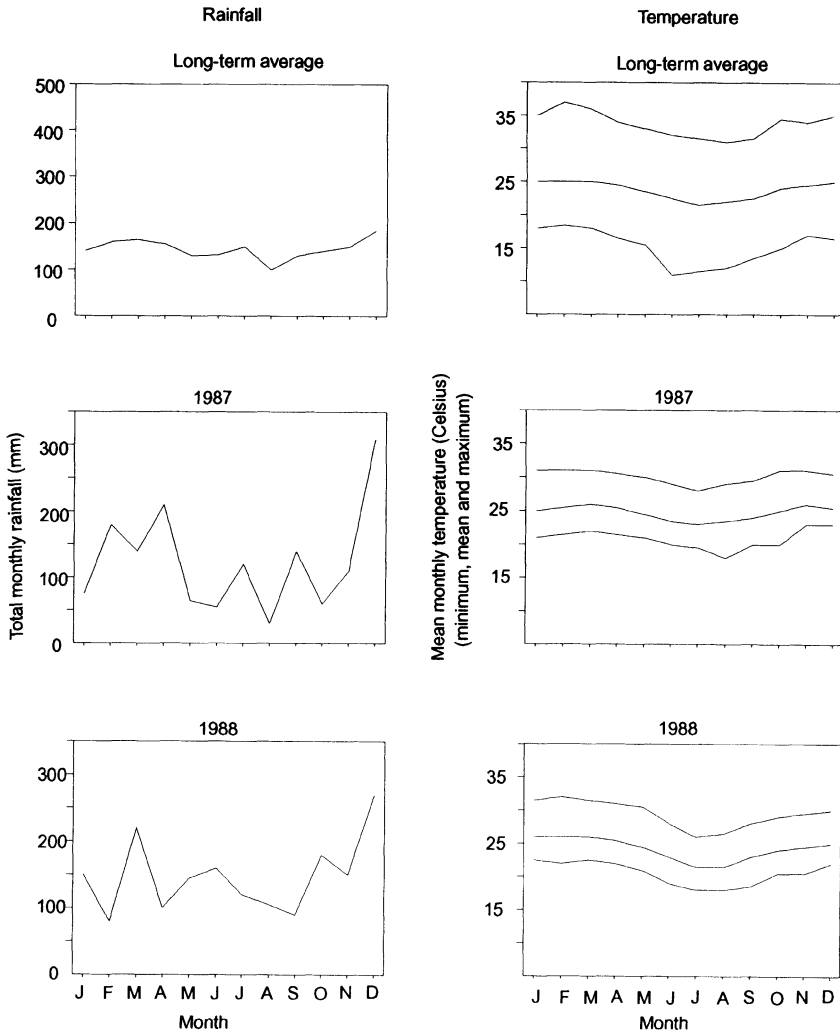 Rainfall
Temperature
Long-term average
Long-term average
500
400
300
200
100
0
35
25
15
1987
1987
Total monthly rainfall (mm)
300
200
100
0
Mean monthly temperature (Celsius)
(minimum, mean and maximum)
35
25
15
1988
1988
300
200
100
0
35
25
15
J F M A M J J A S O N D
Month
J F M A M J J A S O N D
Month